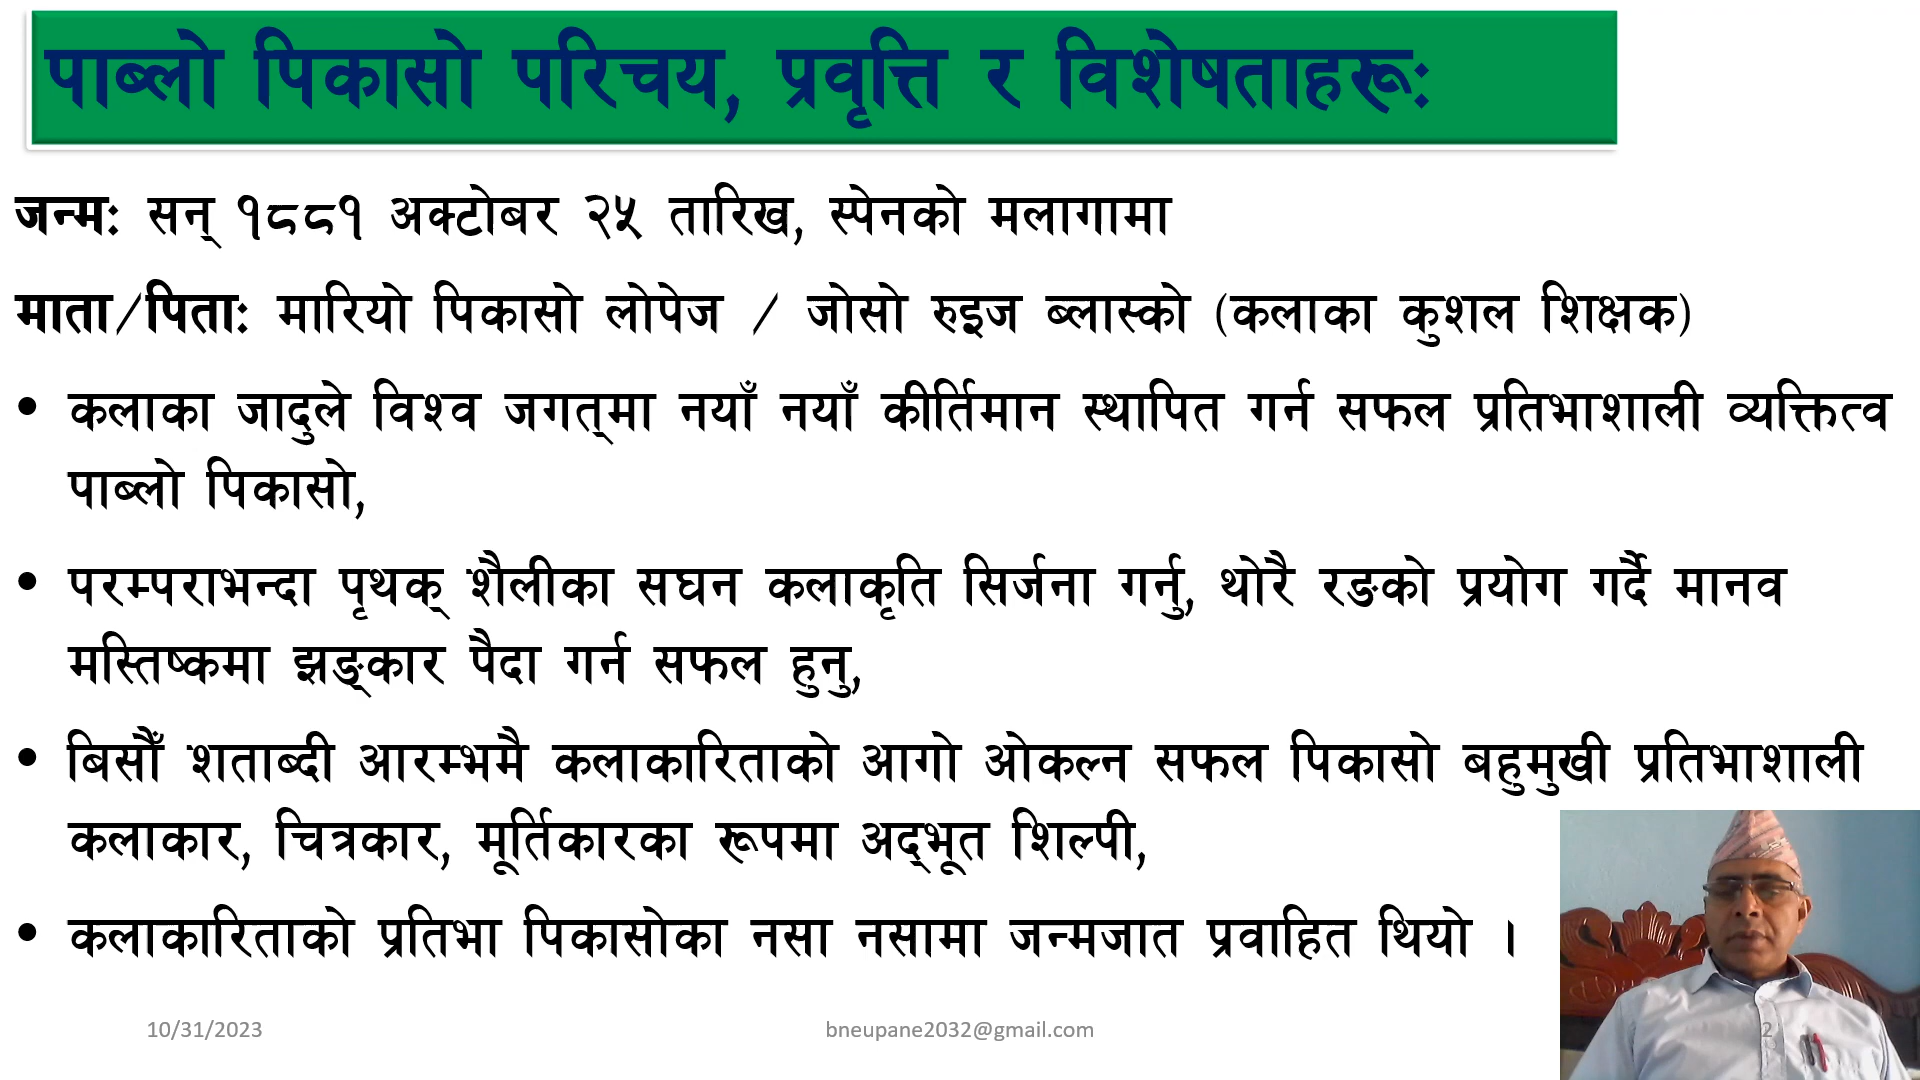 पाब्लो पिकासो परिचय, प्रवृत्ति र विशेषताहरूः
जन्मः सन् १८८१ अक्टोबर २५ तारिख, स्पेनको मलागामा
माता/पिताः मारियो पिकासो लोपेज / जोसो रुइज ब्लास्को (कलाका कुशल शिक्षक)
• कलाका जादुले विश्व जगत्‌मा नयाँ नयाँ कीर्तिमान स्थापित गर्न सफल प्रतिभाशाली व्यक्तित्व
पाब्लो पिकासो,
• परम्पराभन्दा पृथक् शैलीका सघन कलाकृति सिर्जना गर्नु, थोरै रङको प्रयोग गर्दै मानव
मस्तिष्कमा झङ्कार पैदा गर्न सफल हुनु,
• बिसौँ शताब्दी आरम्भमै कलाकारिताको आगो ओकल्न सफल पिकासो बहुमुखी प्रतिभाशाली
कलाकार, चित्रकार, मूर्तिकारका रूपमा अद्‌भूत शिल्पी,
• कलाकारिताको प्रतिभा पिकासोका नसा नसामा जन्मजात प्रवाहित थियो ।
10/31/2023 bneupane2032@gmail.com 2